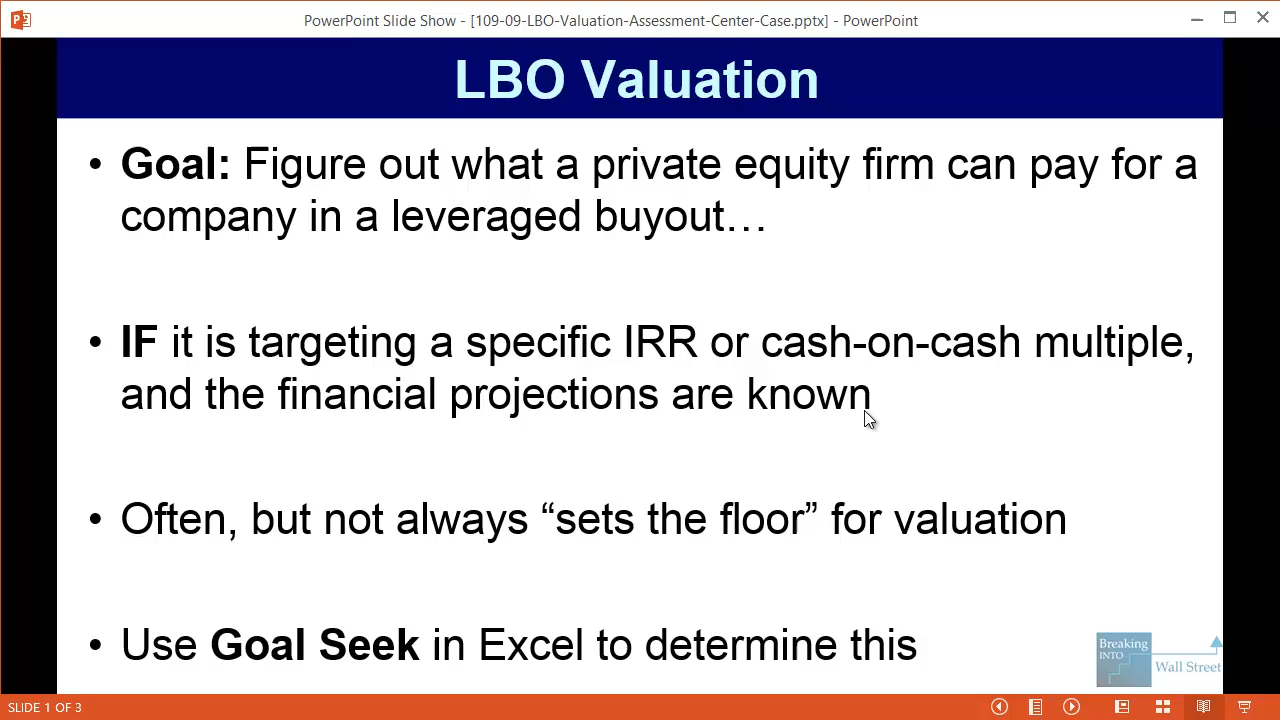 PowerPoint Slide Show - [109-09-LBO-Valuation-Assessment-Center-Case.pptx] - PowerPoint
LBO Valuation
• Goal: Figure out what a private equity firm can pay for a
company in a leveraged buyout…
• IF it is targeting a specific IRR or cash-on-cash multiple,
and the financial projections are known
• Often, but not always “sets the floor” for valuation
• Use Goal Seek in Excel to determine this
Breaking
INTO
Wall Street
SLIDE 1 OF 3